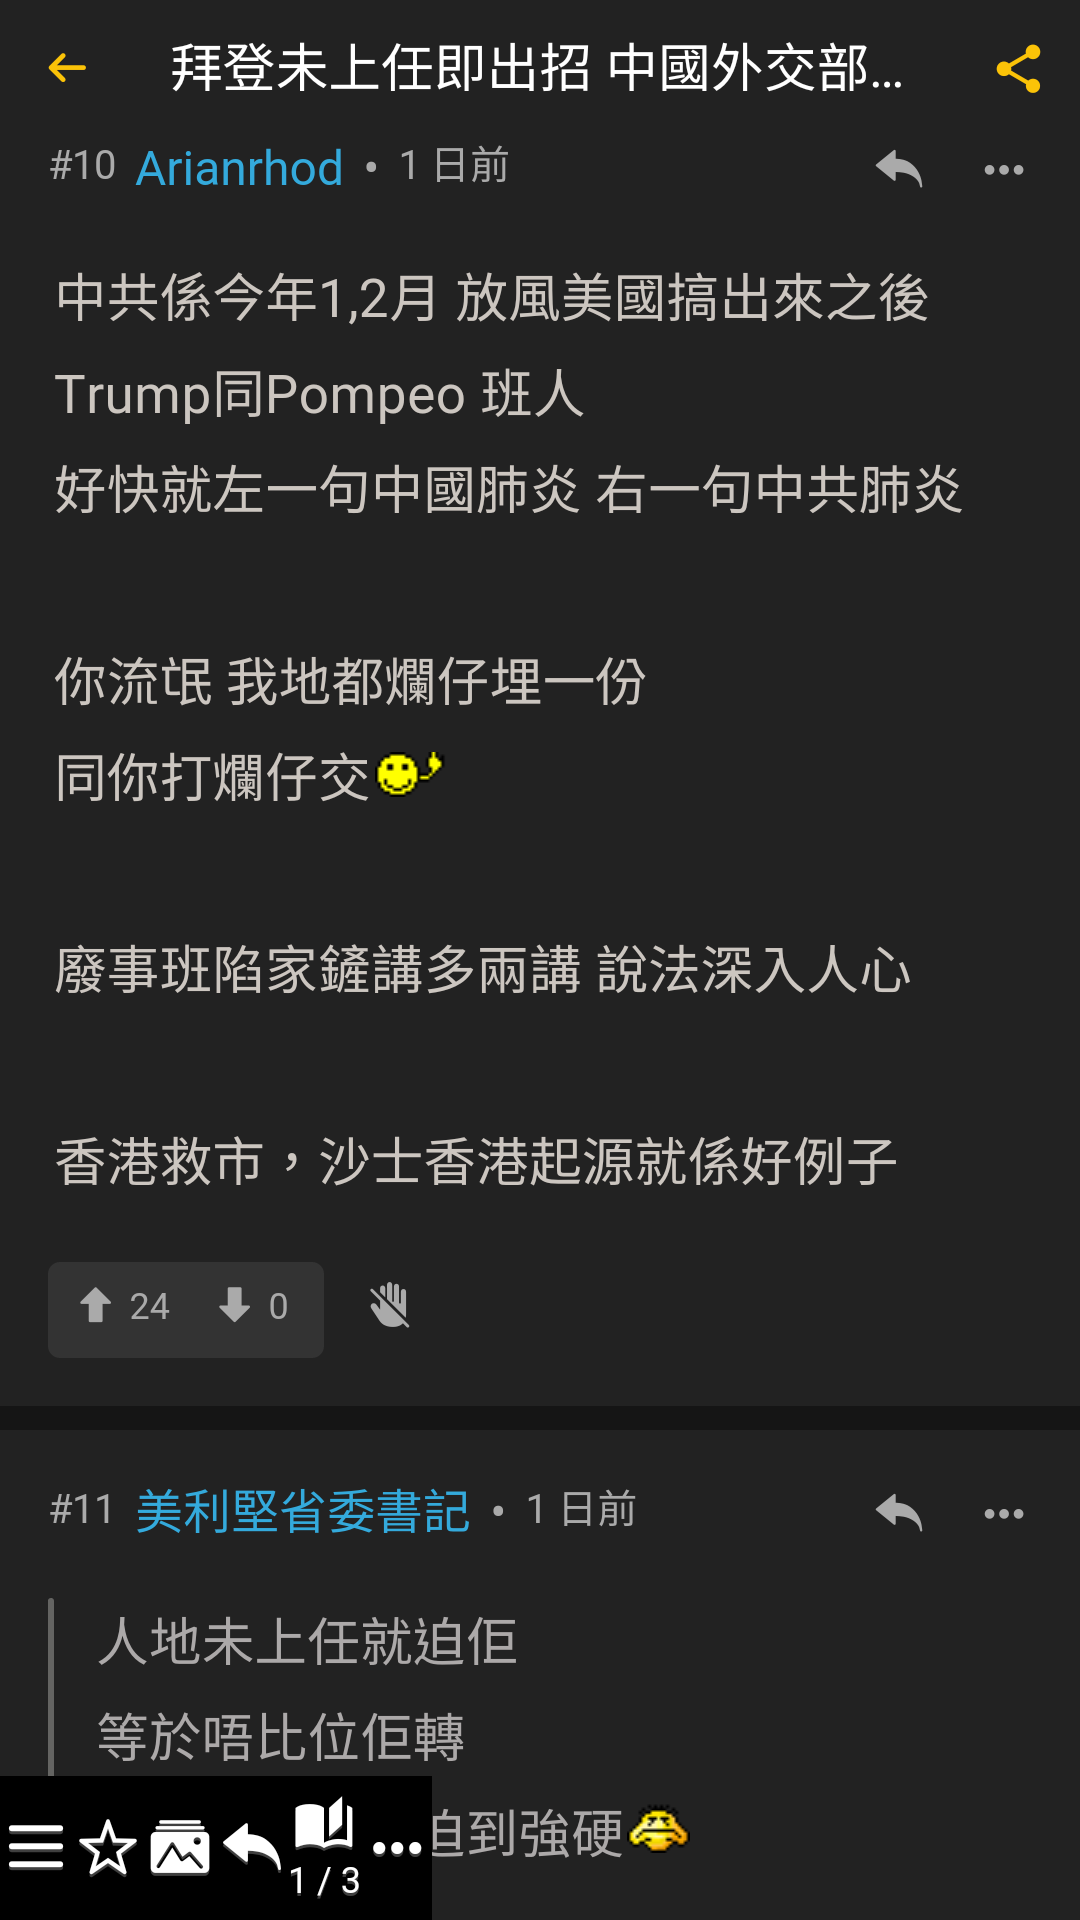 拜登未上任即出招 中國外交部...
#10 Arianrhod • 1 日前
中共係今年1,2月 放風美國搞出來之後
Trump同Pompeo 班人
好快就左一句中國肺炎 右一句中共肺炎
你流氓 我地都爛仔埋一份
同你打爛仔交
廢事班陷家鏟講多兩講 說法深入人心
香港救市，沙士香港起源就係好例子
24 0
#11 美利堅省委書記 • 1 日前
人地未上任就迫佢
等於唔比位佢轉
迫到強硬
1 / 3